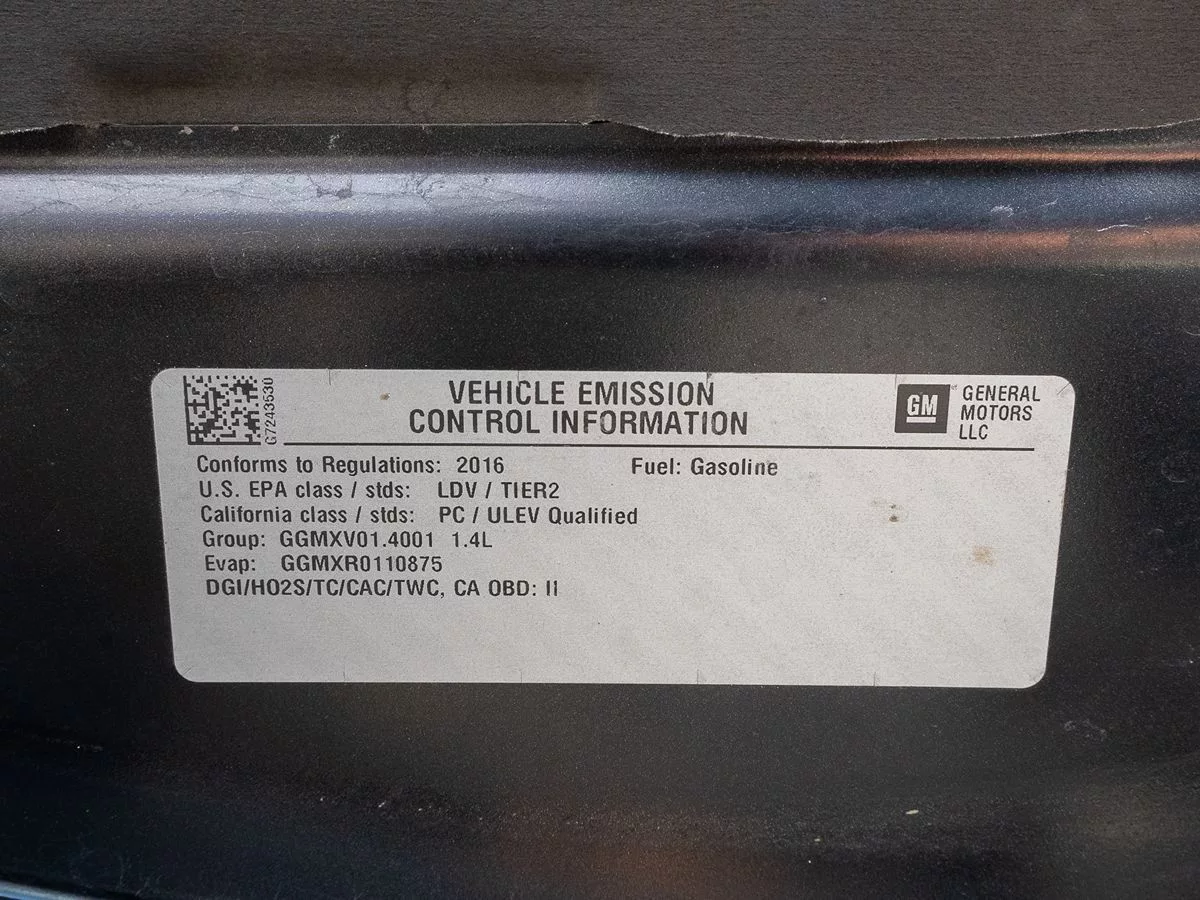 VEHICLE EMISSION
CONTROL INFORMATION
G7243530
GM
GENERAL
MOTORS
LLC
Conforms to Regulations: 2016 Fuel: Gasoline
U.S. EPA class / stds: LDV / TIER2
California class / stds: PC / ULEV Qualified
Group: GGMXV01.4001 1.4L
Evap: GGMXR0110875
DGI/HO2S/TC/CAC/TWC, CA OBD: II